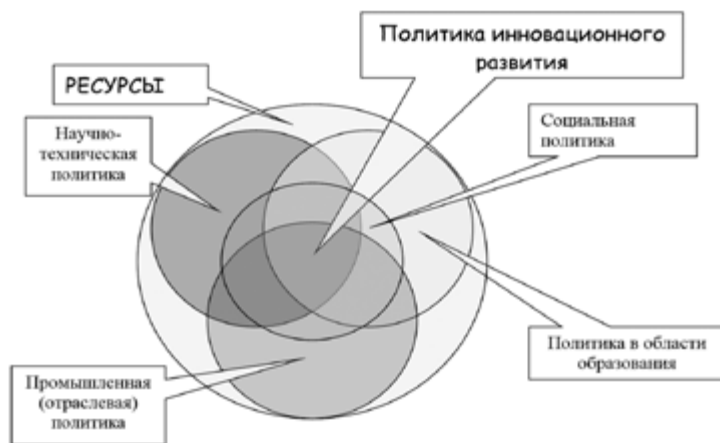 Политика инновационного
развития
РЕСУРСЫ
Научно-
техническая
политика
Социальная
политика
Политика в области
образования
Промышленная
(отраслевая)
политика